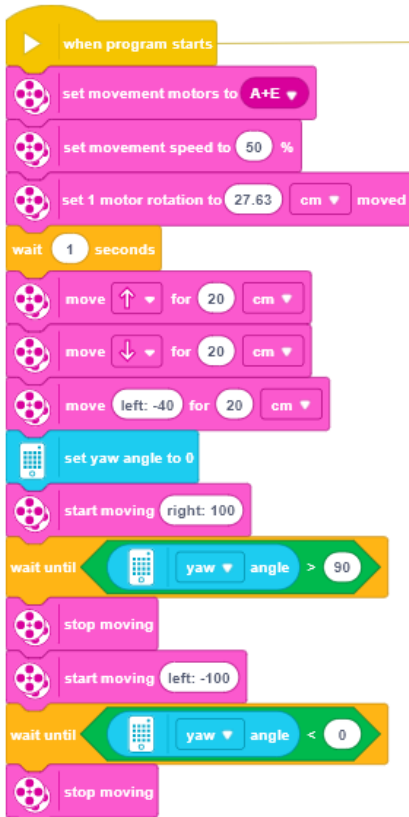 when program starts
set movement motors to A+E
set movement speed to 50 %
set 1 motor rotation to 27.63 cm moved
wait 1 seconds
move for 20 cm
move for 20 cm
move left: -40 for 20 cm
set yaw angle to 0
start moving right: 100
wait until yaw angle > 90
stop moving
start moving left: -100
wait until yaw angle < 0
stop moving